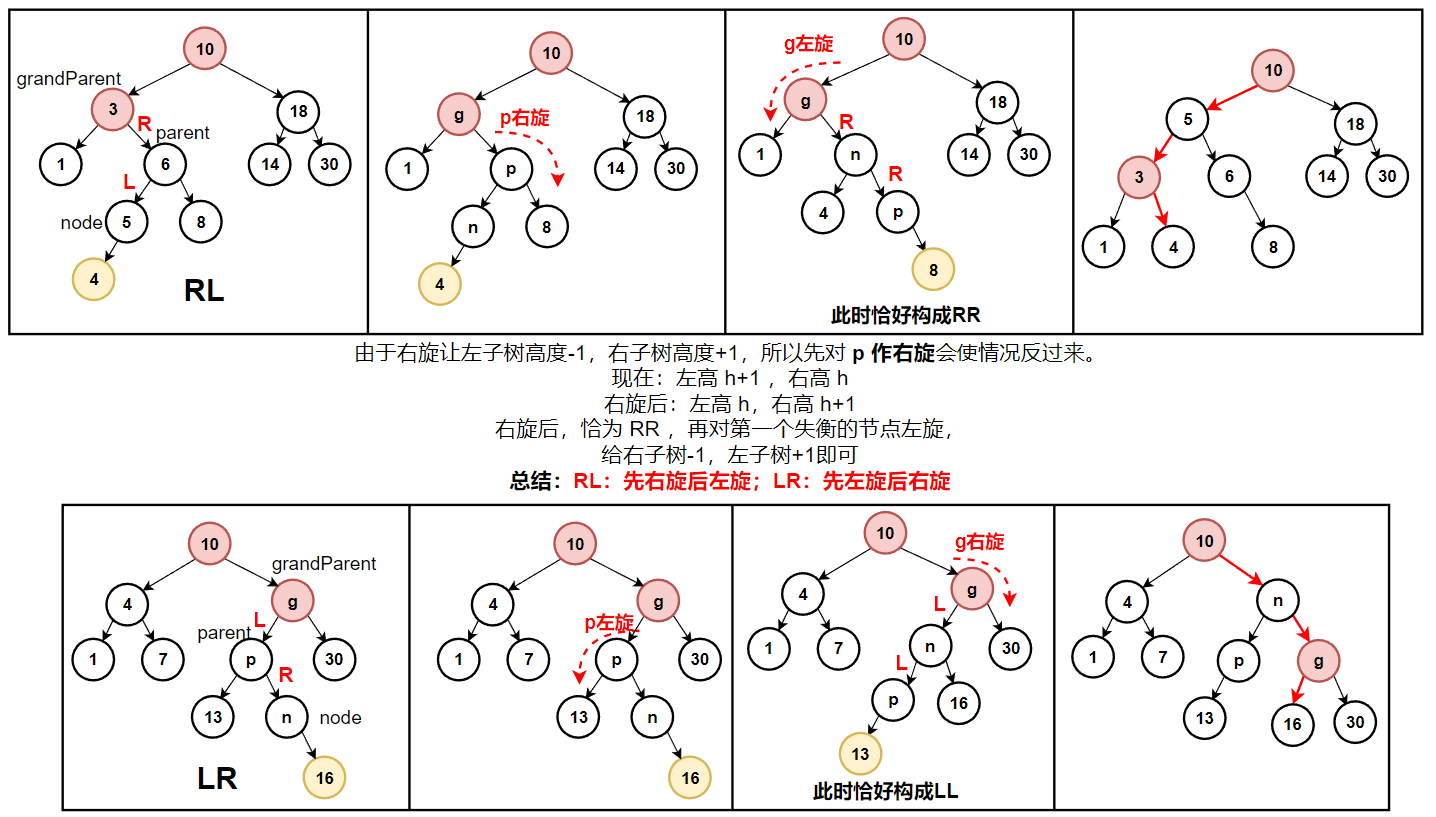 10
grandParent
3
R
parent
18
1
6
14
30
L
node
5
8
4
RL
10
g
p右旋
18
1
p
14
30
n
8
4
g左旋
10
g
18
R
1
n
14
30
R
4
p
8
此时恰好构成RR
10
5
18
3
6
14
30
1
4
8
由于右旋让左子树高度-1，右子树高度+1，所以先对 p 作右旋会使情况反过来。
现在：左高 h+1 ，右高 h
右旋后：左高 h，右高 h+1
右旋后，恰为 RR ，再对第一个失衡的节点左旋，
给右子树-1，左子树+1即可
总结：RL：先右旋后左旋；LR：先左旋后右旋
10
grandParent
4
g
L
parent
1
7
p
30
R
13
n
node
16
LR
10
4
g
p左旋
1
7
p
30
13
n
16
10
g右旋
4
g
L
1
7
n
30
L
p
16
13
此时恰好构成LL
10
4
n
1
7
p
g
13
16
30